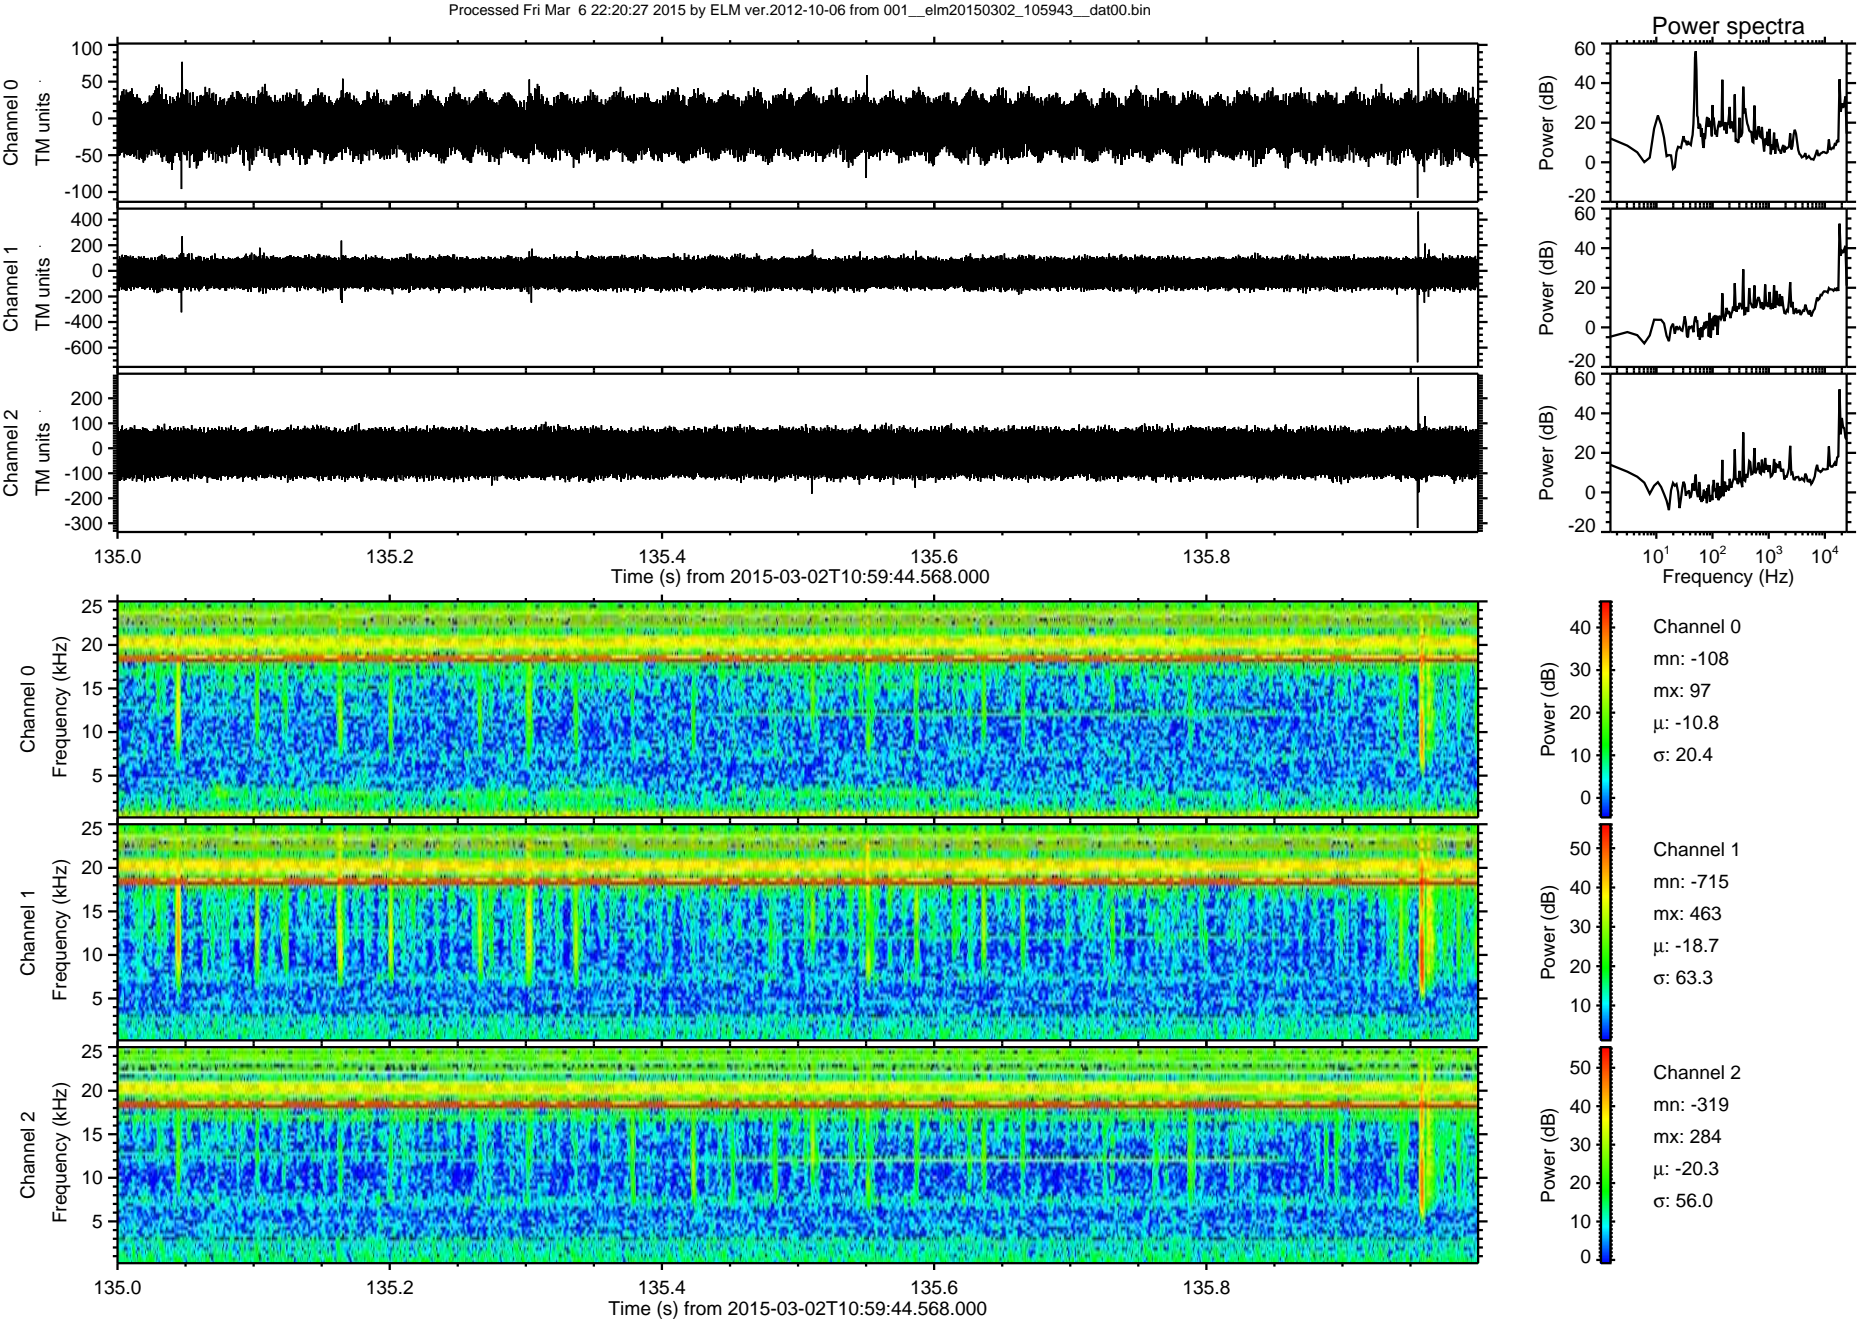 Processed Fri Mar 6 22:20:27 2015 by ELM ver.2012-10-06 from 001__elm20150302_105943__dat00.bin
Power spectra
Channel 0
TM units
100
50
0
-50
-100
Power (dB)
60
40
20
0
-20
Channel 1
TM units
400
200
0
-200
-400
-600
Power (dB)
60
40
20
0
-20
Channel 2
TM units
200
100
0
-100
-200
-300
Power (dB)
60
40
20
0
-20
135.0 135.2 135.4 135.6 135.8
Time (s) from 2015-03-02T10:59:44.568.000
10¹ 10² 10³ 10⁴
Frequency (Hz)
Channel 0
Frequency (kHz)
25
20
15
10
5
Power (dB)
40
30
20
10
0
Channel 0
mn: -108
mx: 97
μ: -10.8
σ: 20.4
Channel 1
Frequency (kHz)
25
20
15
10
5
Power (dB)
50
40
30
20
10
Channel 1
mn: -715
mx: 463
μ: -18.7
σ: 63.3
Channel 2
Frequency (kHz)
25
20
15
10
5
Power (dB)
50
40
30
20
10
0
Channel 2
mn: -319
mx: 284
μ: -20.3
σ: 56.0
135.0 135.2 135.4 135.6 135.8
Time (s) from 2015-03-02T10:59:44.568.000